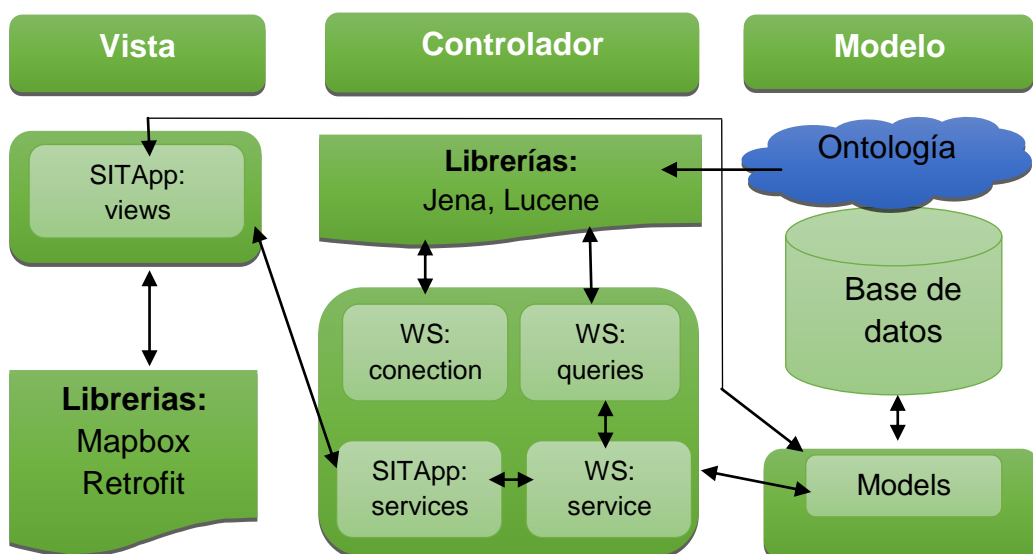 Vista
Controlador
Modelo
SITApp:
views
Librerías:
Jena, Lucene
Ontología
Base de
datos
WS:
conection
WS:
queries
Librerias:
Mapbox
Retrofit
SITApp:
services
WS:
service
Models